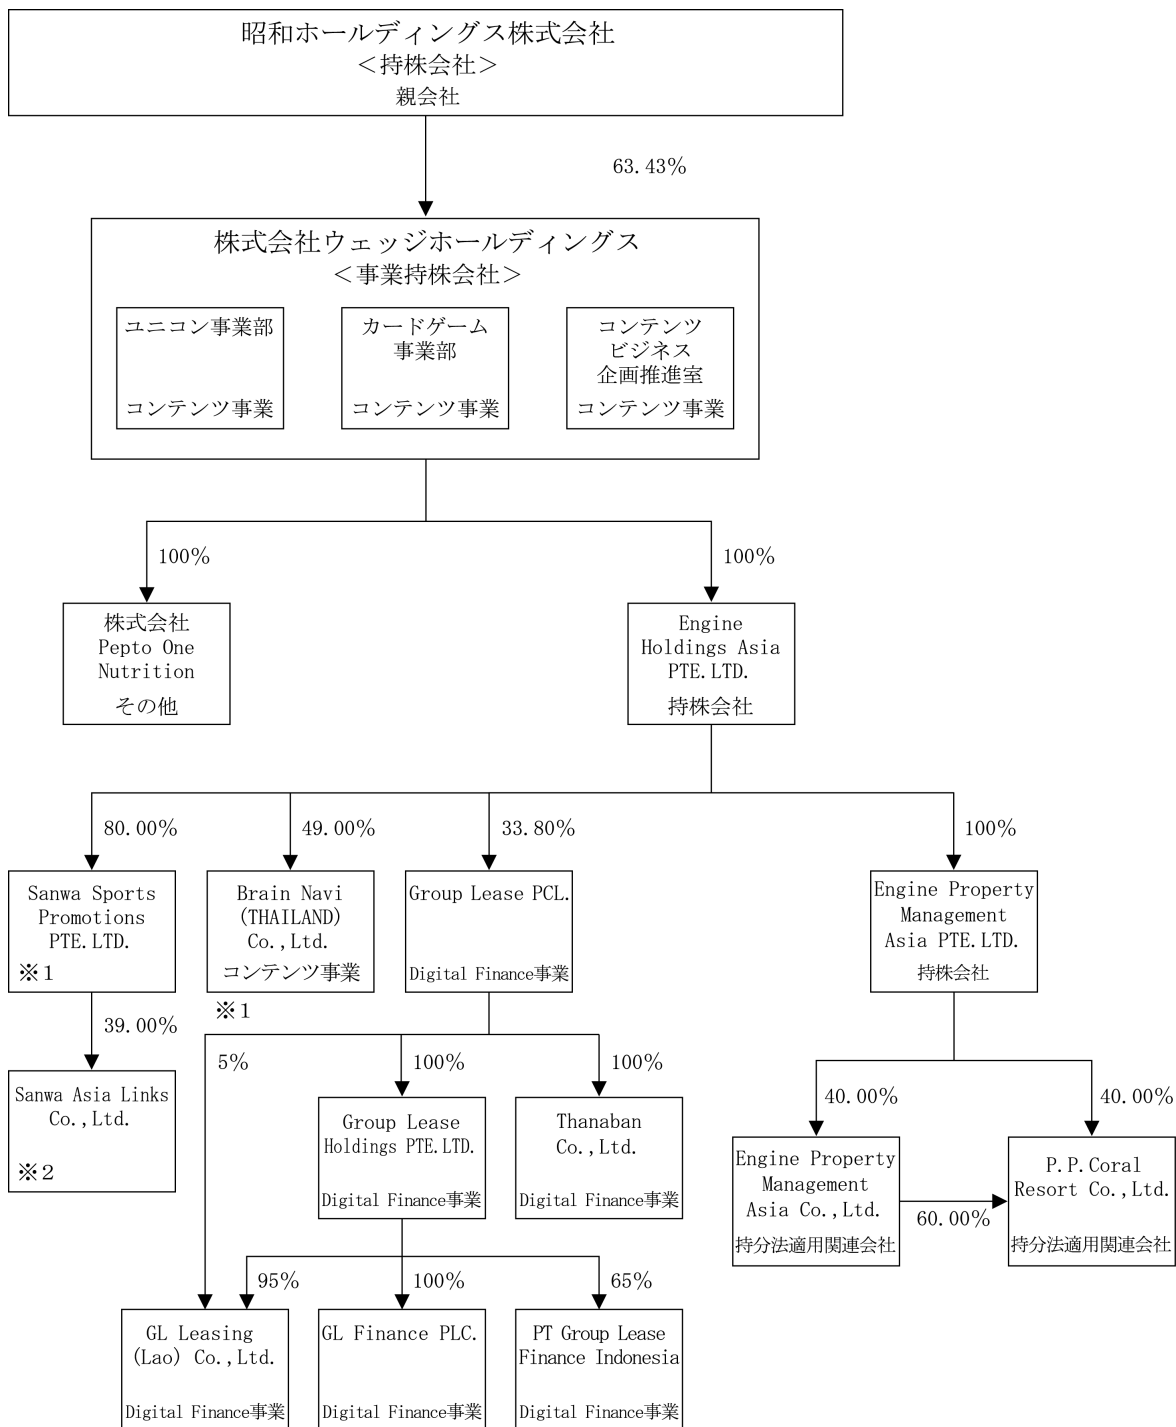 昭和ホールディングス株式会社
＜持株会社＞
親会社
63.43%
株式会社ウェッジホールディングス
＜事業持株会社＞
ユニコン事業部
コンテンツ事業
カードゲーム
事業部
コンテンツ事業
コンテンツ
ビジネス
企画推進室
コンテンツ事業
100%
100%
株式会社
Pepto One
Nutrition
その他
Engine
Holdings Asia
PTE.LTD.
持株会社
80.00%
49.00%
33.80%
100%
Sanwa Sports
Promotions
PTE.LTD.
※1
Brain Navi
(THAILAND)
Co.,Ltd.
コンテンツ事業
※1
Group Lease PCL.
Digital Finance事業
Engine Property
Management
Asia PTE.LTD.
持株会社
39.00%
5%
100%
100%
40.00%
40.00%
Sanwa Asia Links
Co.,Ltd.
※2
Group Lease
Holdings PTE.LTD.
Digital Finance事業
Thanaban
Co.,Ltd.
Digital Finance事業
Engine Property
Management
Asia Co.,Ltd.
持分法適用関連会社
60.00%
P.P.Coral
Resort Co.,Ltd.
持分法適用関連会社
95%
100%
65%
GL Leasing
(Lao) Co.,Ltd.
Digital Finance事業
GL Finance PLC.
Digital Finance事業
PT Group Lease
Finance Indonesia
Digital Finance事業